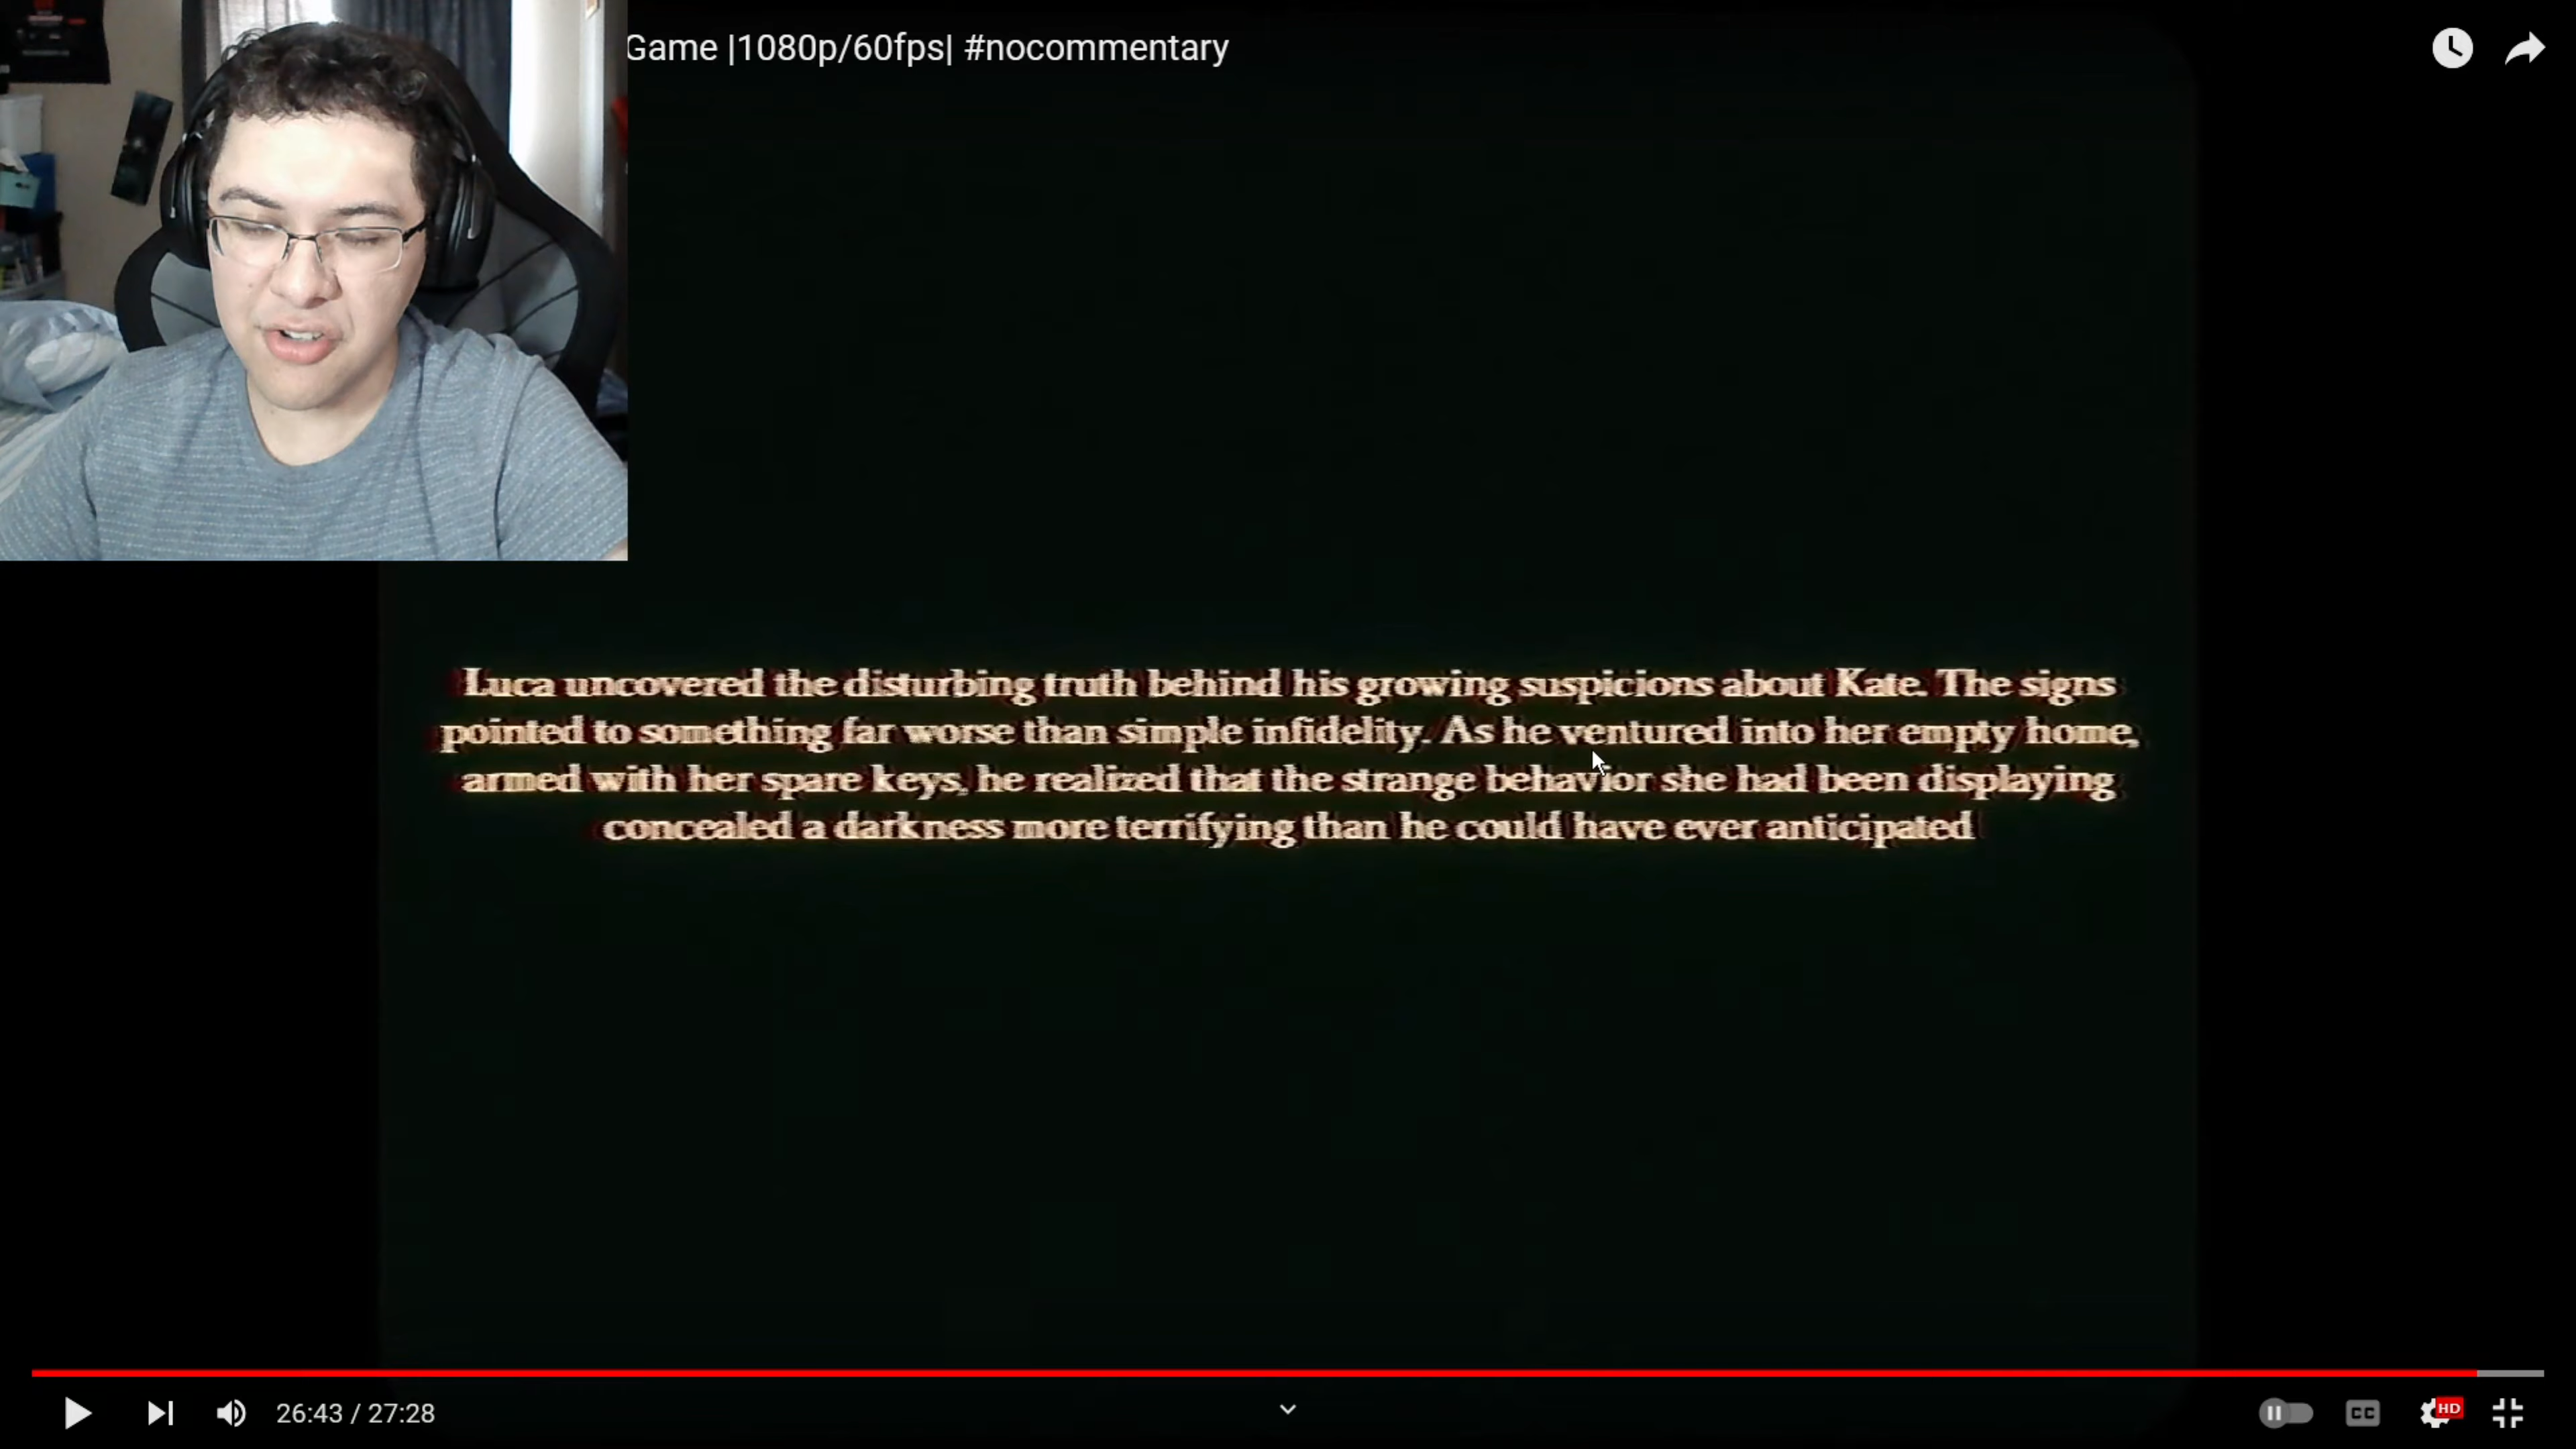 Game |1080p/60fps| #nocommentary
Luca uncovered the disturbing truth behind his growing suspicions about Kate. The signs
pointed to something far worse than simple infidelity. As he ventured into her empty home,
armed with her spare keys, he realized that the strange behavior she had been displaying
concealed a darkness more terrifying than he could have ever anticipated
26:43 / 27:28
CC
HD